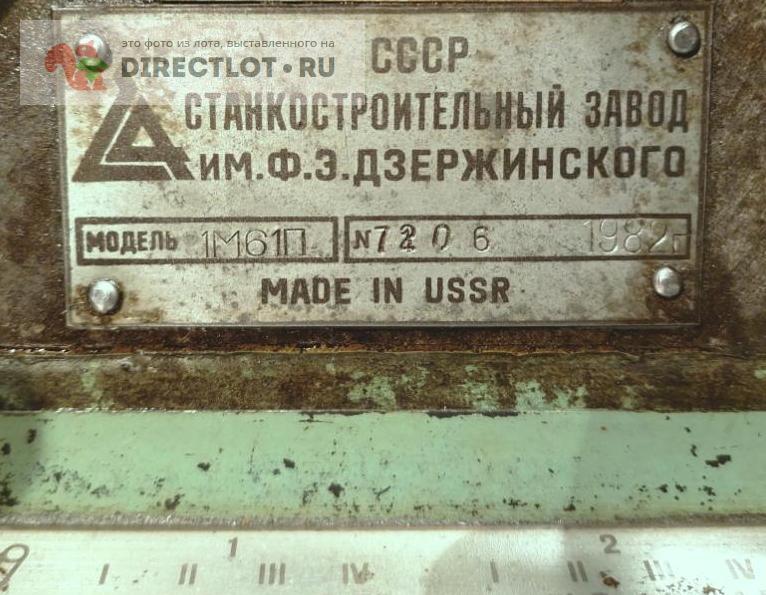 это фото из лота, выставленного на
DIRECTLOT.RU
СССР
СТАНКОСТРОИТЕЛЬНЫЙ ЗАВОД
ИМ.Ф.Э.ДЗЕРЖИНСКОГО
МОДЕЛЬ 1М61П №7206 1982г
MADE IN USSR
1 2
I II III IV I II III IV